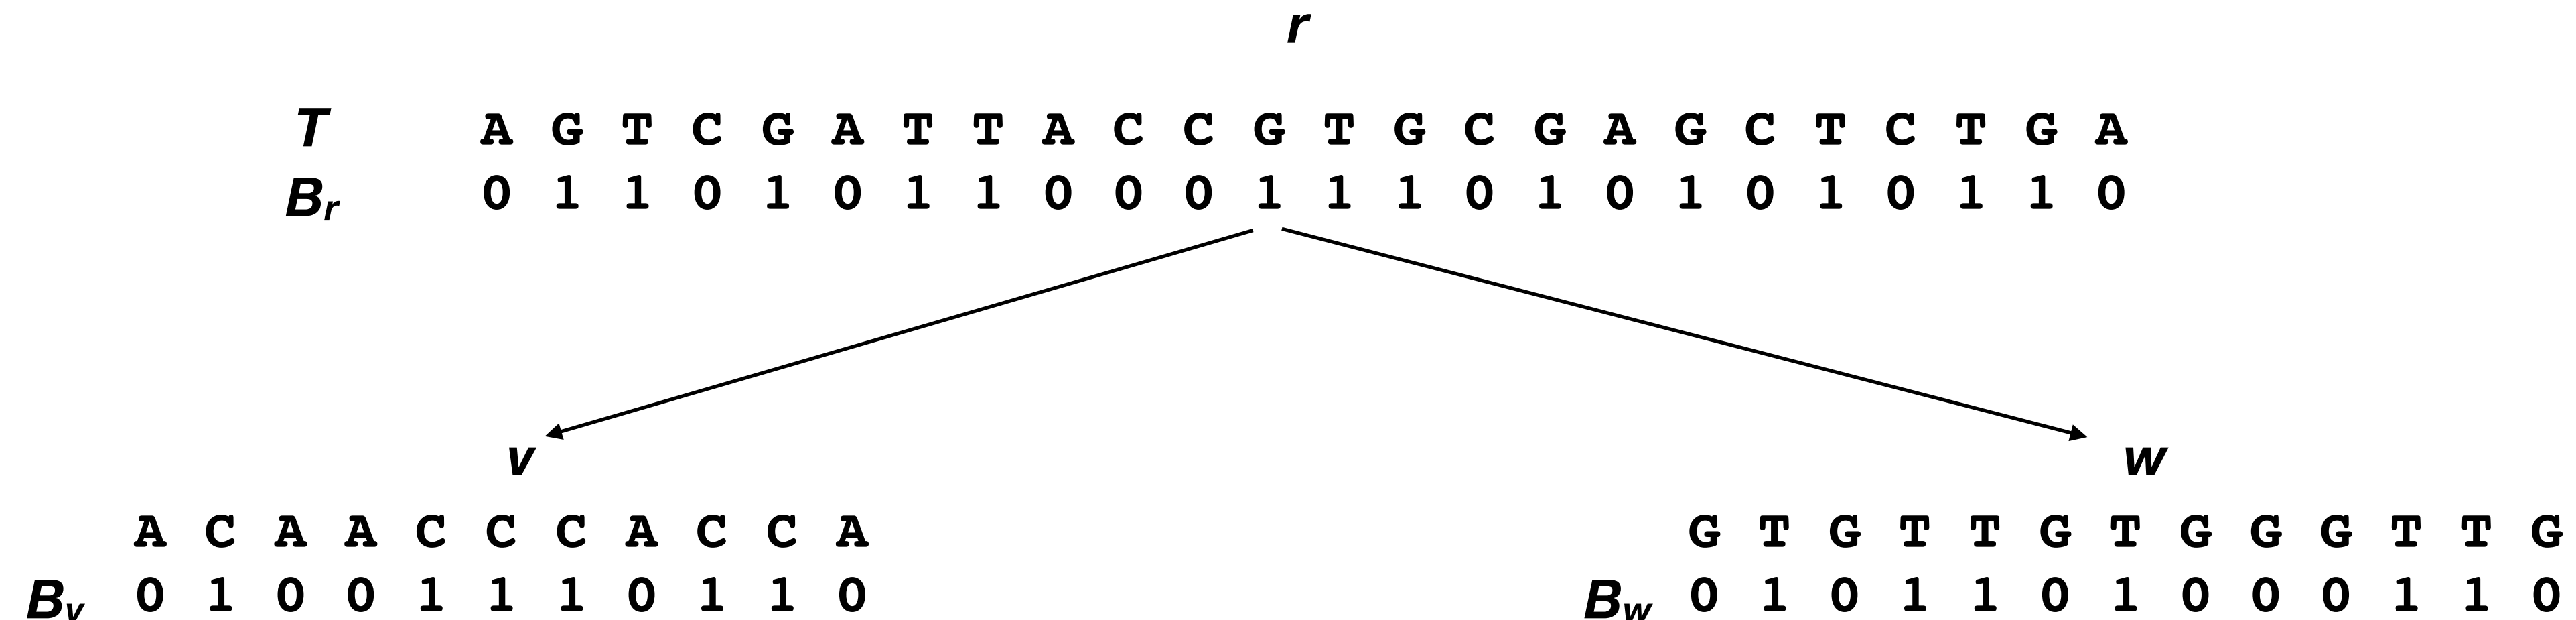 r
T A G T C G A T T A C C G T G C G A G C T C T G A
Br 0 1 1 0 1 0 1 1 0 0 0 1 1 1 0 1 0 1 0 1 0 1 1 0
v w
A C A A C C C A C C A G T G T T G T G G G T T G
Bv 0 1 0 0 1 1 1 0 1 1 0 Bw 0 1 0 1 1 0 1 0 0 0 1 1 0